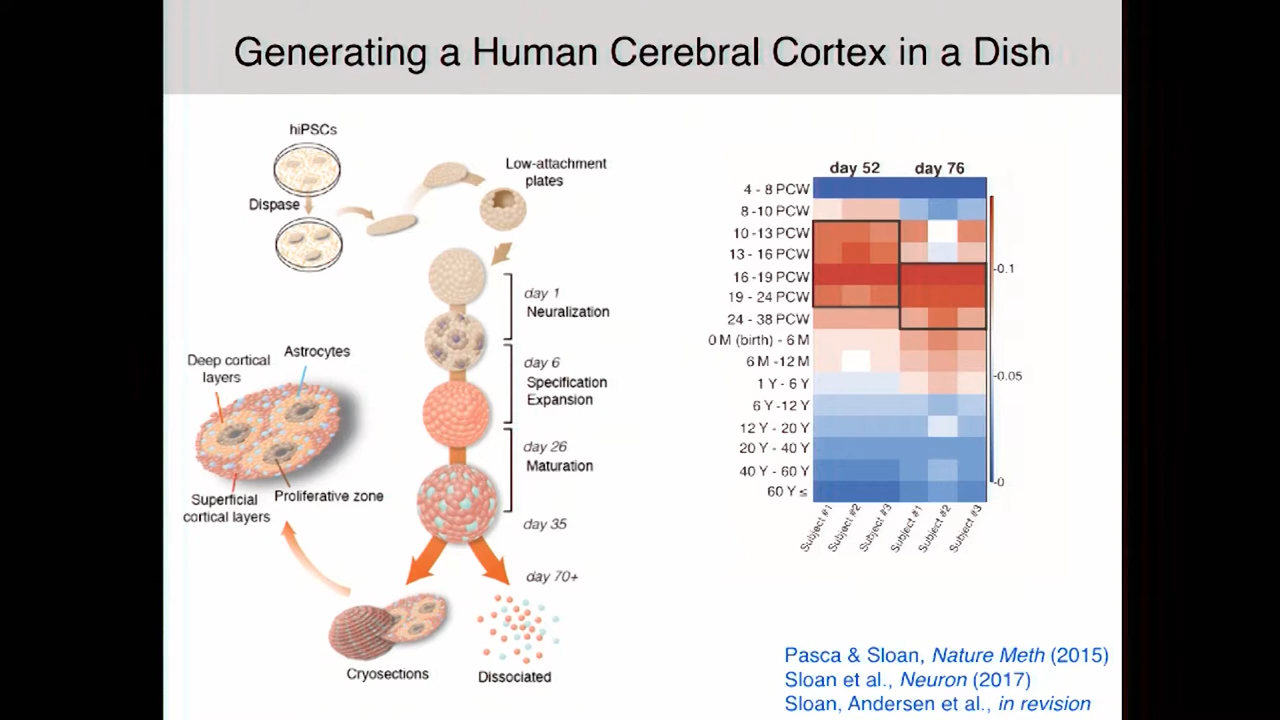 Generating a Human Cerebral Cortex in a Dish
hiPSCs
Dispase
Low-attachment
plates
day 1
Neuralization
day 6
Specification
Expansion
day 26
Maturation
day 35
day 70+
Deep cortical
layers
Astrocytes
Superficial
cortical layers
Proliferative zone
Cryosections
Dissociated
day 52
day 76
4 - 8 PCW
8 -10 PCW
10 -13 PCW
13 - 16 PCW
16 -19 PCW
19 - 24 PCW
24 - 38 PCW
0 M (birth) - 6 M
6 M -12 M
1 Y - 6 Y
6 Y -12 Y
12 Y - 20 Y
20 Y - 40 Y
40 Y - 60 Y
60 Y ≤
0.1
0.05
0
Subject #1
Subject #2
Subject #3
Subject #1
Subject #2
Subject #3
Pasca & Sloan, Nature Meth (2015)
Sloan et al., Neuron (2017)
Sloan, Andersen et al., in revision